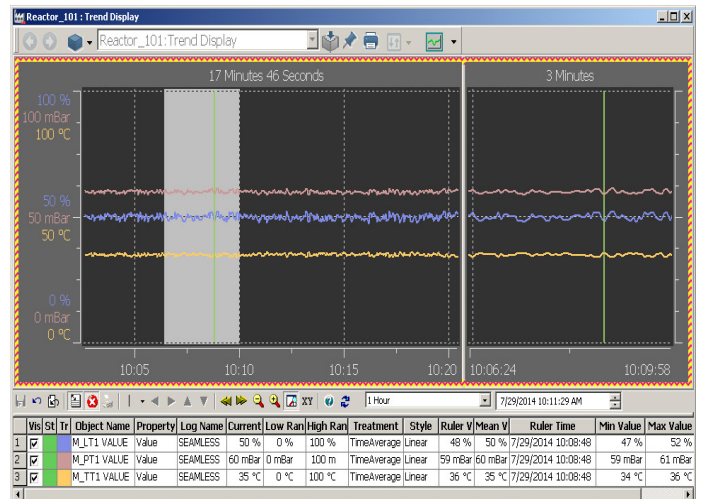 Reactor_101 : Trend Display
Reactor_101:Trend Display
17 Minutes 46 Seconds
3 Minutes
100 %
100 mBar
100 °C
50 %
50 mBar
50 °C
0 %
0 mBar
0 °C
10:05 10:10 10:15 10:20 10:06:24 10:09:58
XY 1 Hour 7/29/2014 10:11:29 AM
Vis St Tr Object Name Property Log Name Current Low Ran High Ran Treatment Style Ruler V Mean V Ruler Time Min Value Max Value
1 M_LT1 VALUE Value SEAMLESS 50 % 0 % 100 % TimeAverage Linear 48 % 50 % 7/29/2014 10:08:48 47 % 52 %
2 M_PT1 VALUE Value SEAMLESS 60 mBar 0 mBar 100 m TimeAverage Linear 59 mBar 60 mBar 7/29/2014 10:08:48 59 mBar 61 mBar
3 M_TT1 VALUE Value SEAMLESS 35 °C 0 °C 100 °C TimeAverage Linear 36 °C 35 °C 7/29/2014 10:08:48 34 °C 36 °C